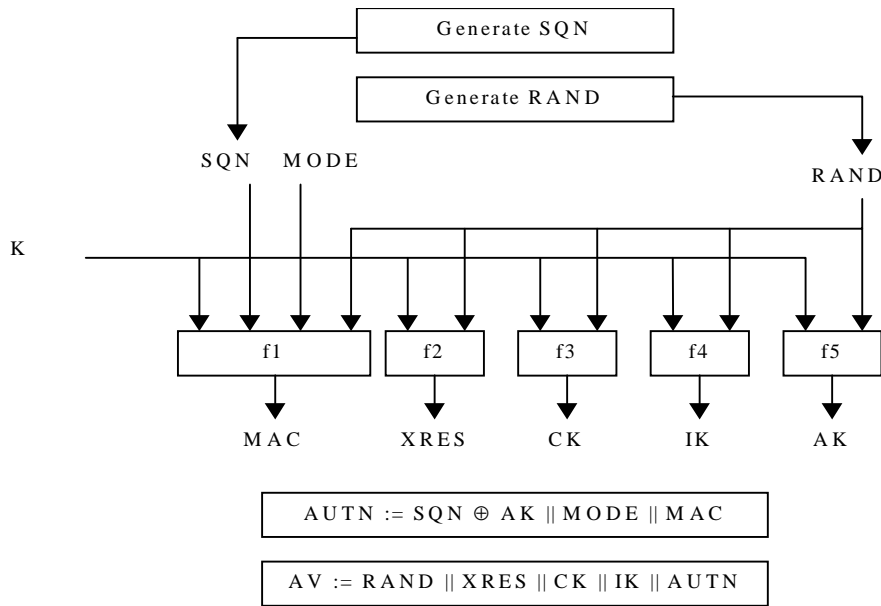 Generate SQN
Generate RAND
SQN MODE
RAND
K
f1 f2 f3 f4 f5
MAC XRES CK IK AK
AUTN := SQN ⊕ AK || MODE || MAC
AV := RAND || XRES || CK || IK || AUTN